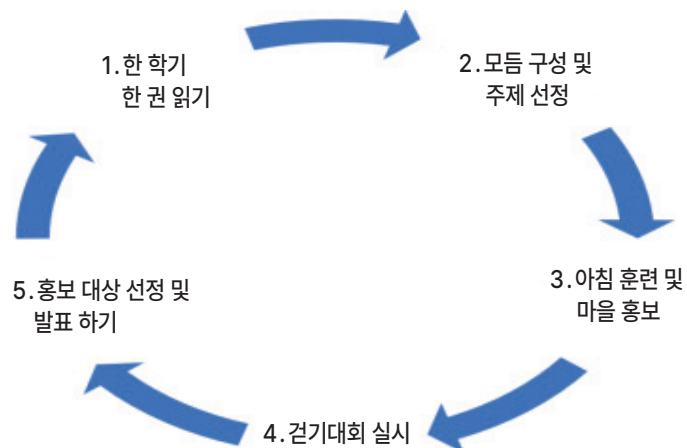 1.한 학기
한 권 읽기
2.모듬 구성 및
주제 선정
3.아침 훈련 및
마을 홍보
4.걷기대회 실시
5.홍보 대상 선정 및
발표 하기